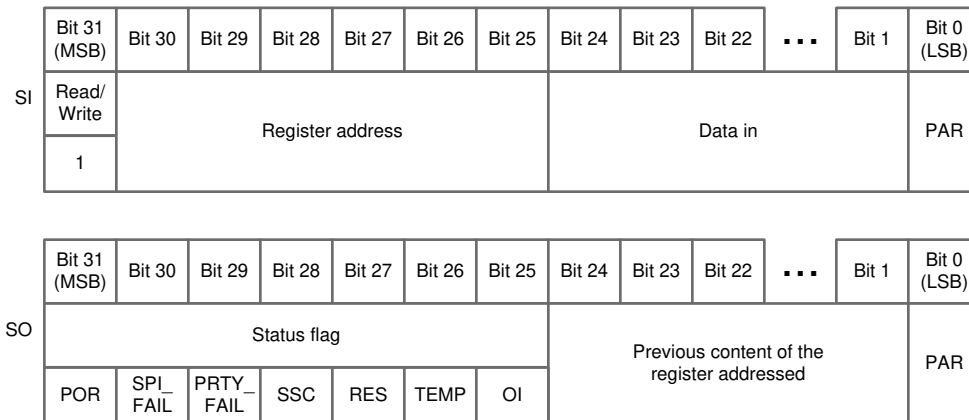 Bit 31 (MSB) Bit 30 Bit 29 Bit 28 Bit 27 Bit 26 Bit 25 Bit 24 Bit 23 Bit 22 ... Bit 1 Bit 0 (LSB)
SI
Read/
Write
1
Register address
Data in
PAR
Bit 31 (MSB) Bit 30 Bit 29 Bit 28 Bit 27 Bit 26 Bit 25 Bit 24 Bit 23 Bit 22 ... Bit 1 Bit 0 (LSB)
SO
Status flag
POR SPI_ FAIL PRTY_ FAIL SSC RES TEMP OI
Previous content of the
register addressed
PAR